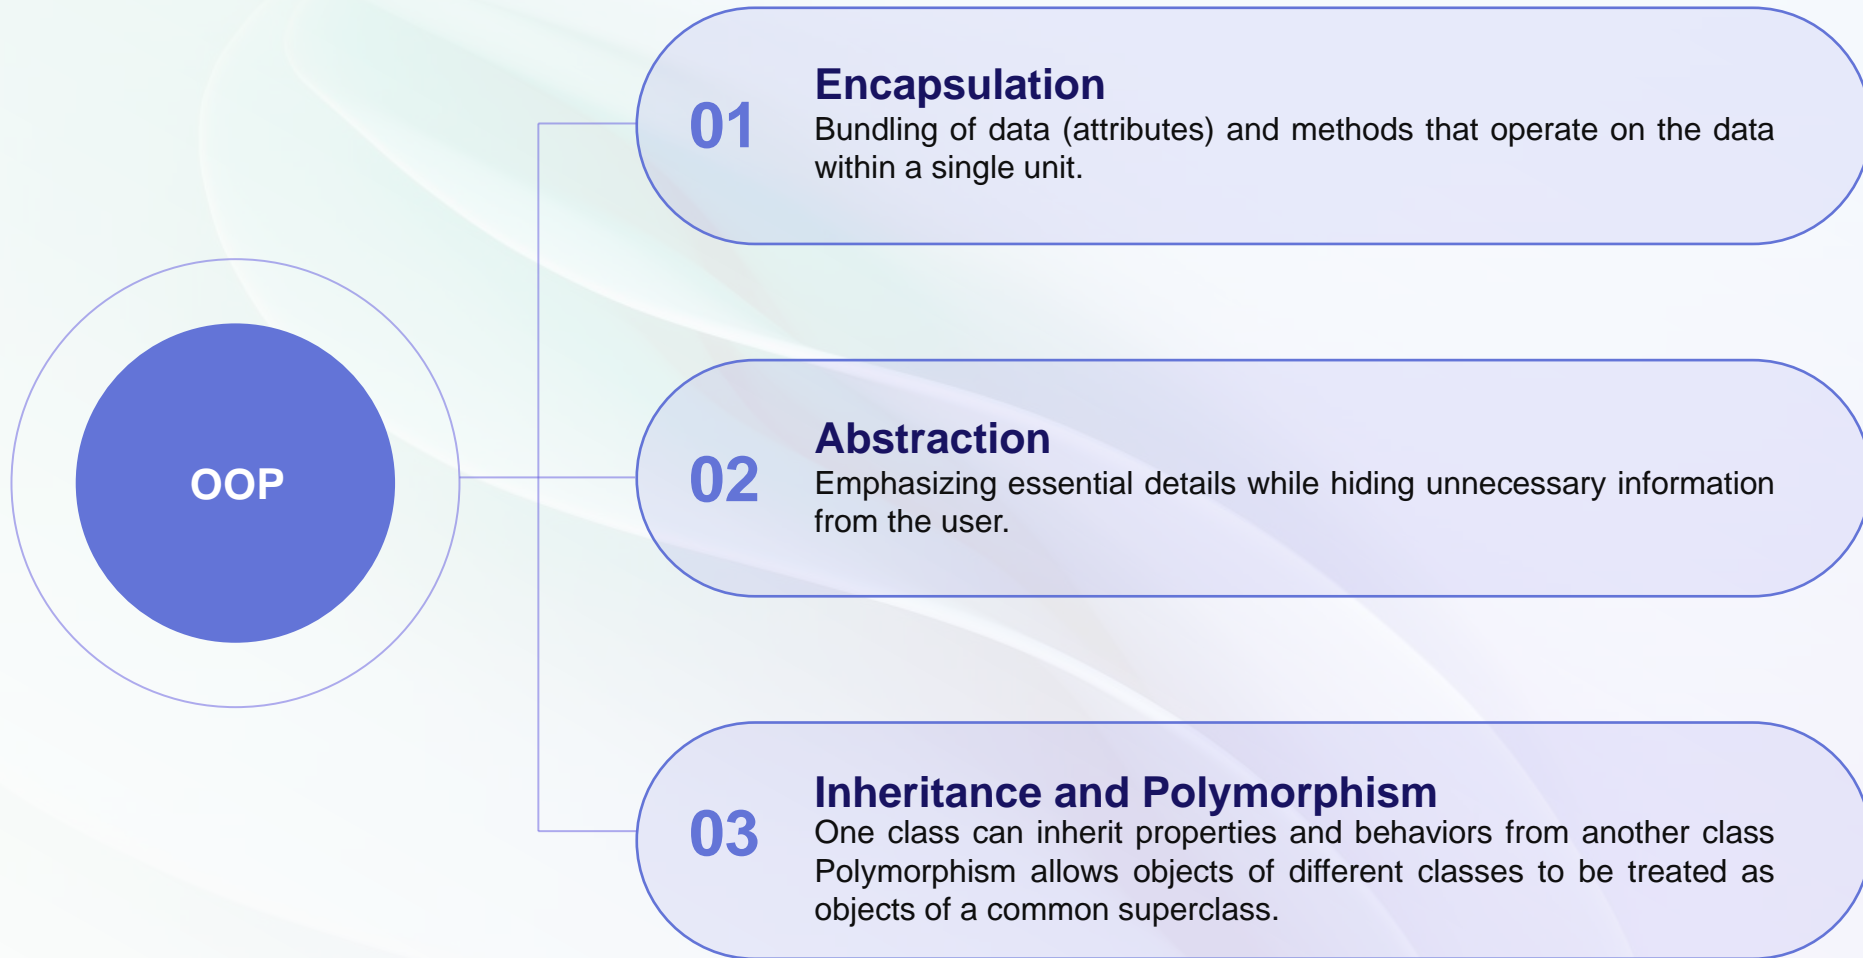 OOP
01
Encapsulation
Bundling of data (attributes) and methods that operate on the data
within a single unit.
02
Abstraction
Emphasizing essential details while hiding unnecessary information
from the user.
03
Inheritance and Polymorphism
One class can inherit properties and behaviors from another class
Polymorphism allows objects of different classes to be treated as
objects of a common superclass.